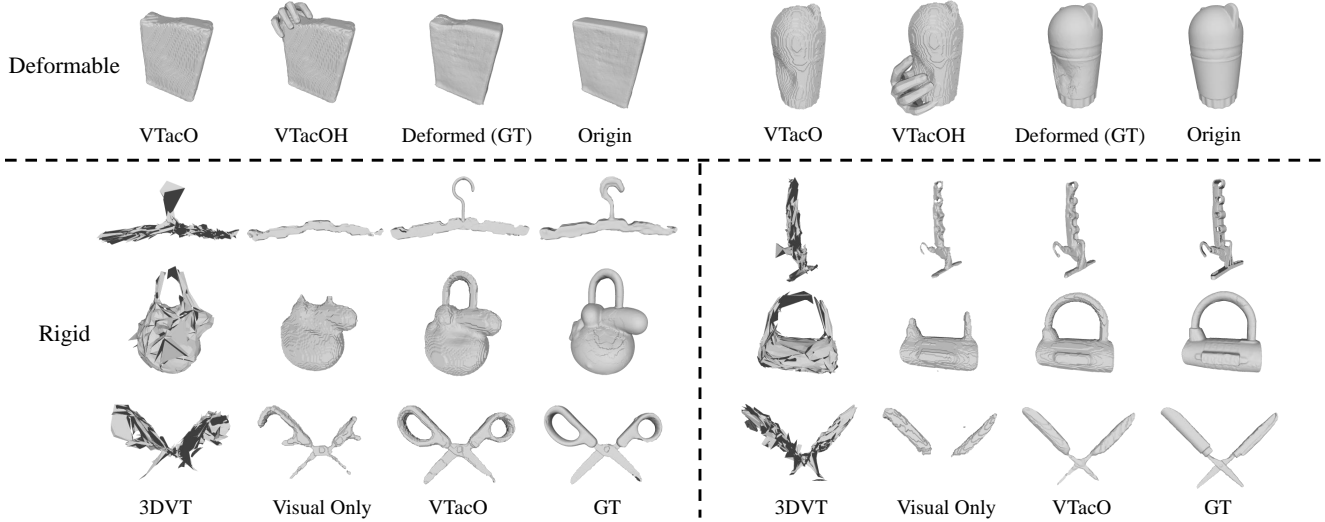 Deformable
VTacO VTacOH Deformed (GT) Origin VTacO VTacOH Deformed (GT) Origin
Rigid
3DVT Visual Only VTacO GT 3DVT Visual Only VTacO GT